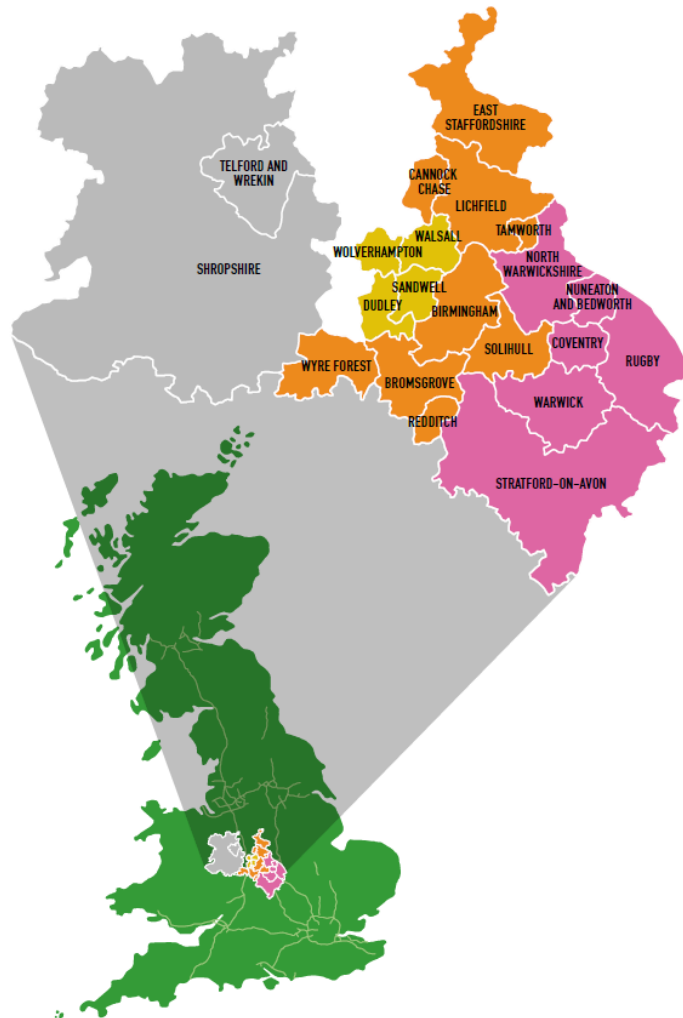 EAST
STAFFORDSHIRE
TELFORD AND
WREKIN
CANNOCK
CHASE
LICHFIELD
TAMWORTH
WALSALL
WOLVERHAMPTON
NORTH
WARWICKSHIRE
SHROPSHIRE
SANDWELL
NUNEATON
AND BEDWORTH
DUDLEY
BIRMINGHAM
COVENTRY
SOLIHULL
RUGBY
WYRE FOREST
BROMSGROVE
WARWICK
REDDITCH
STRATFORD-ON-AVON